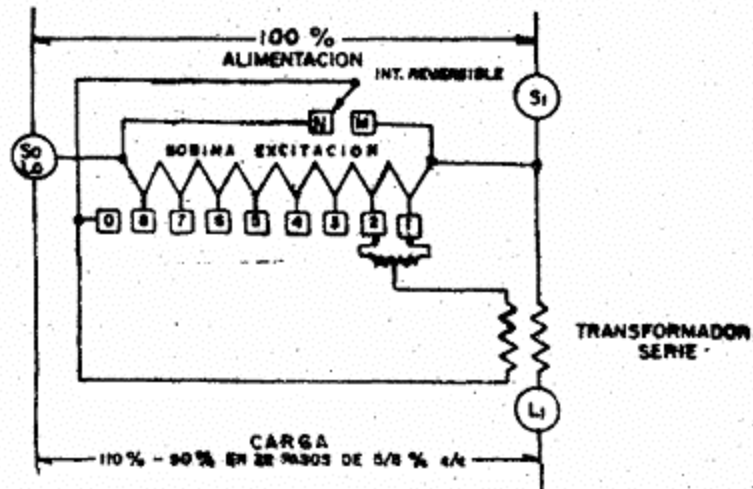 100 %
ALIMENTACION
INT. REVERSIBLE
S1
N M
So
Lo
BOBINA EXCITACION
0 8 7 6 5 4 3 2 1
TRANSFORMADOR
SERIE
L1
CARGA
110 % - 90 % EN 32 PASOS DE 5/8 % c/c